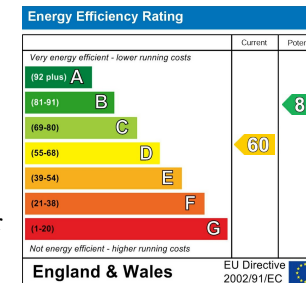 Energy Efficiency Rating
Current
Very energy efficient - lower running costs
(92 plus) A
(81-91) B
(69-80) C
(55-68) D
60
(39-54) E
(21-38) F
(1-20) G
Not energy efficient - higher running costs
England & Wales
EU Directive
2002/91/EC